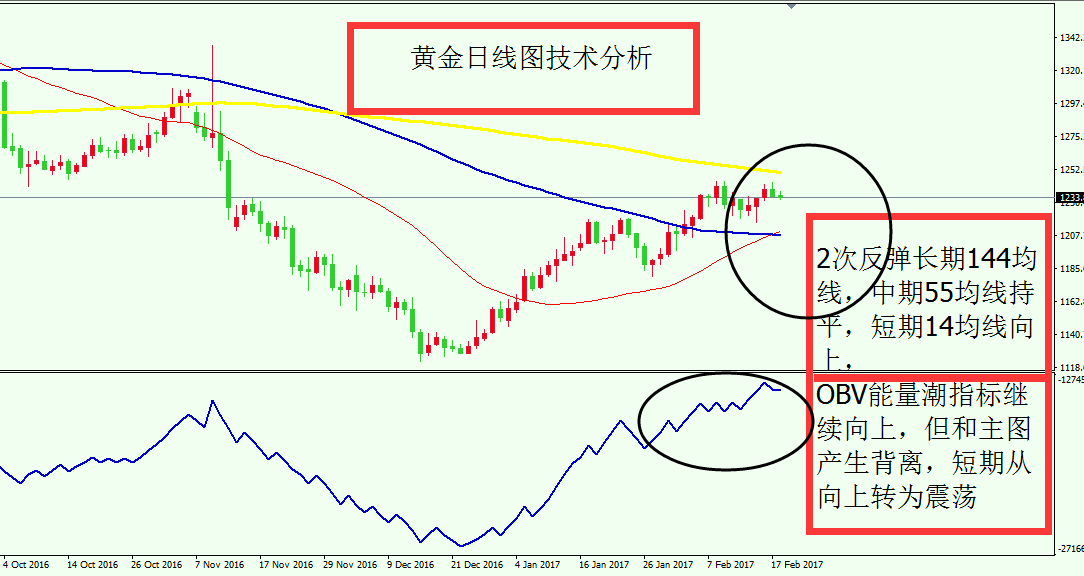 黄金日线图技术分析
1342.
1320.
1297.
1275.
1252.
1233.
1207.
1185.
1162.
1140.
1118.
2次反弹长期144均
线，中期55均线持
平，短期14均线向
上，
-12745
OBV能量潮指标继
续向上，但和主图
产生背离，短期从
向上转为震荡
-27166
4 Oct 2016 14 Oct 2016 26 Oct 2016 7 Nov 2016 17 Nov 2016 29 Nov 2016 9 Dec 2016 21 Dec 2016 4 Jan 2017 16 Jan 2017 26 Jan 2017 7 Feb 2017 17 Feb 2017